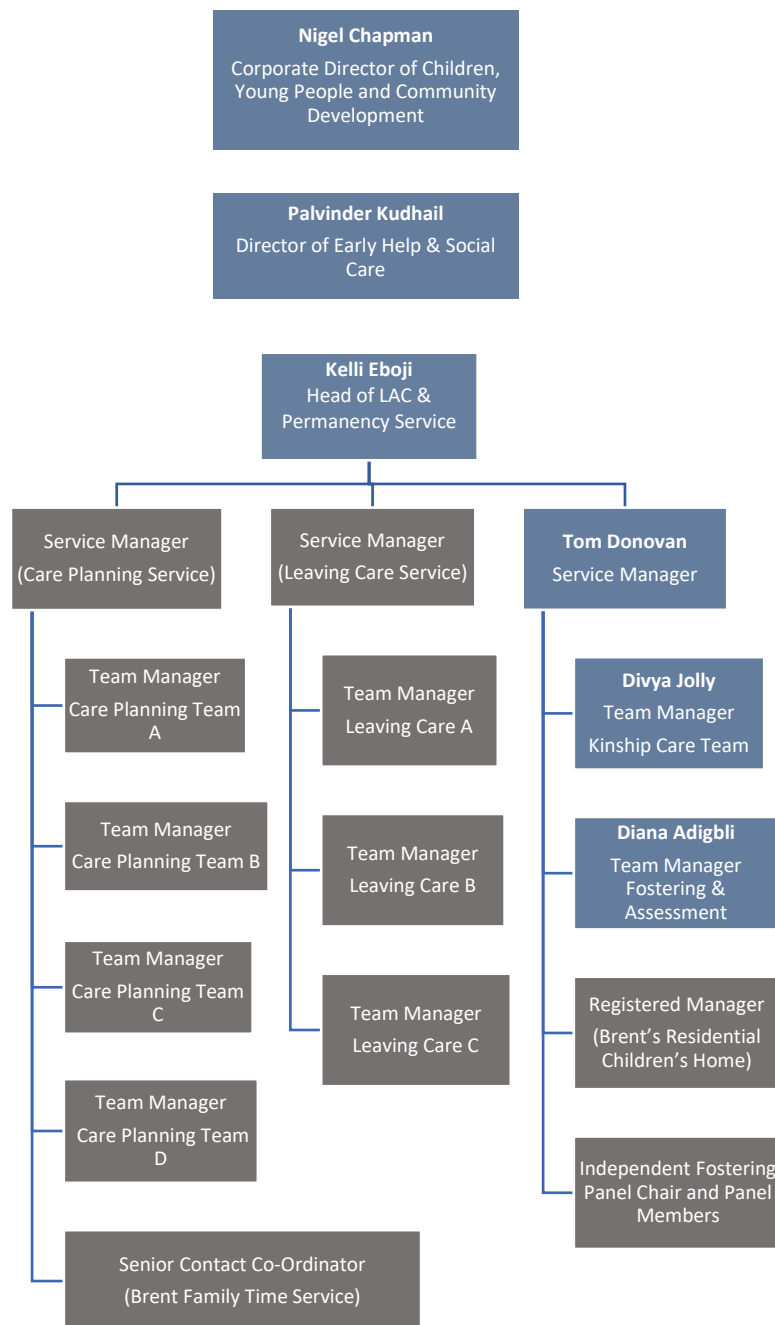 Nigel Chapman
Corporate Director of Children,
Young People and Community
Development
Palvinder Kudhail
Director of Early Help & Social
Care
Kelli Eboji
Head of LAC &
Permanency Service
Service Manager
(Care Planning Service)
Service Manager
(Leaving Care Service)
Tom Donovan
Service Manager
Team Manager
Care Planning Team
A
Team Manager
Care Planning Team B
Team Manager
Care Planning Team
C
Team Manager
Care Planning Team
D
Senior Contact Co-Ordinator
(Brent Family Time Service)
Team Manager
Leaving Care A
Team Manager
Leaving Care B
Team Manager
Leaving Care C
Divya Jolly
Team Manager
Kinship Care Team
Diana Adigbli
Team Manager
Fostering &
Assessment
Registered Manager
(Brent’s Residential
Children’s Home)
Independent Fostering
Panel Chair and Panel
Members